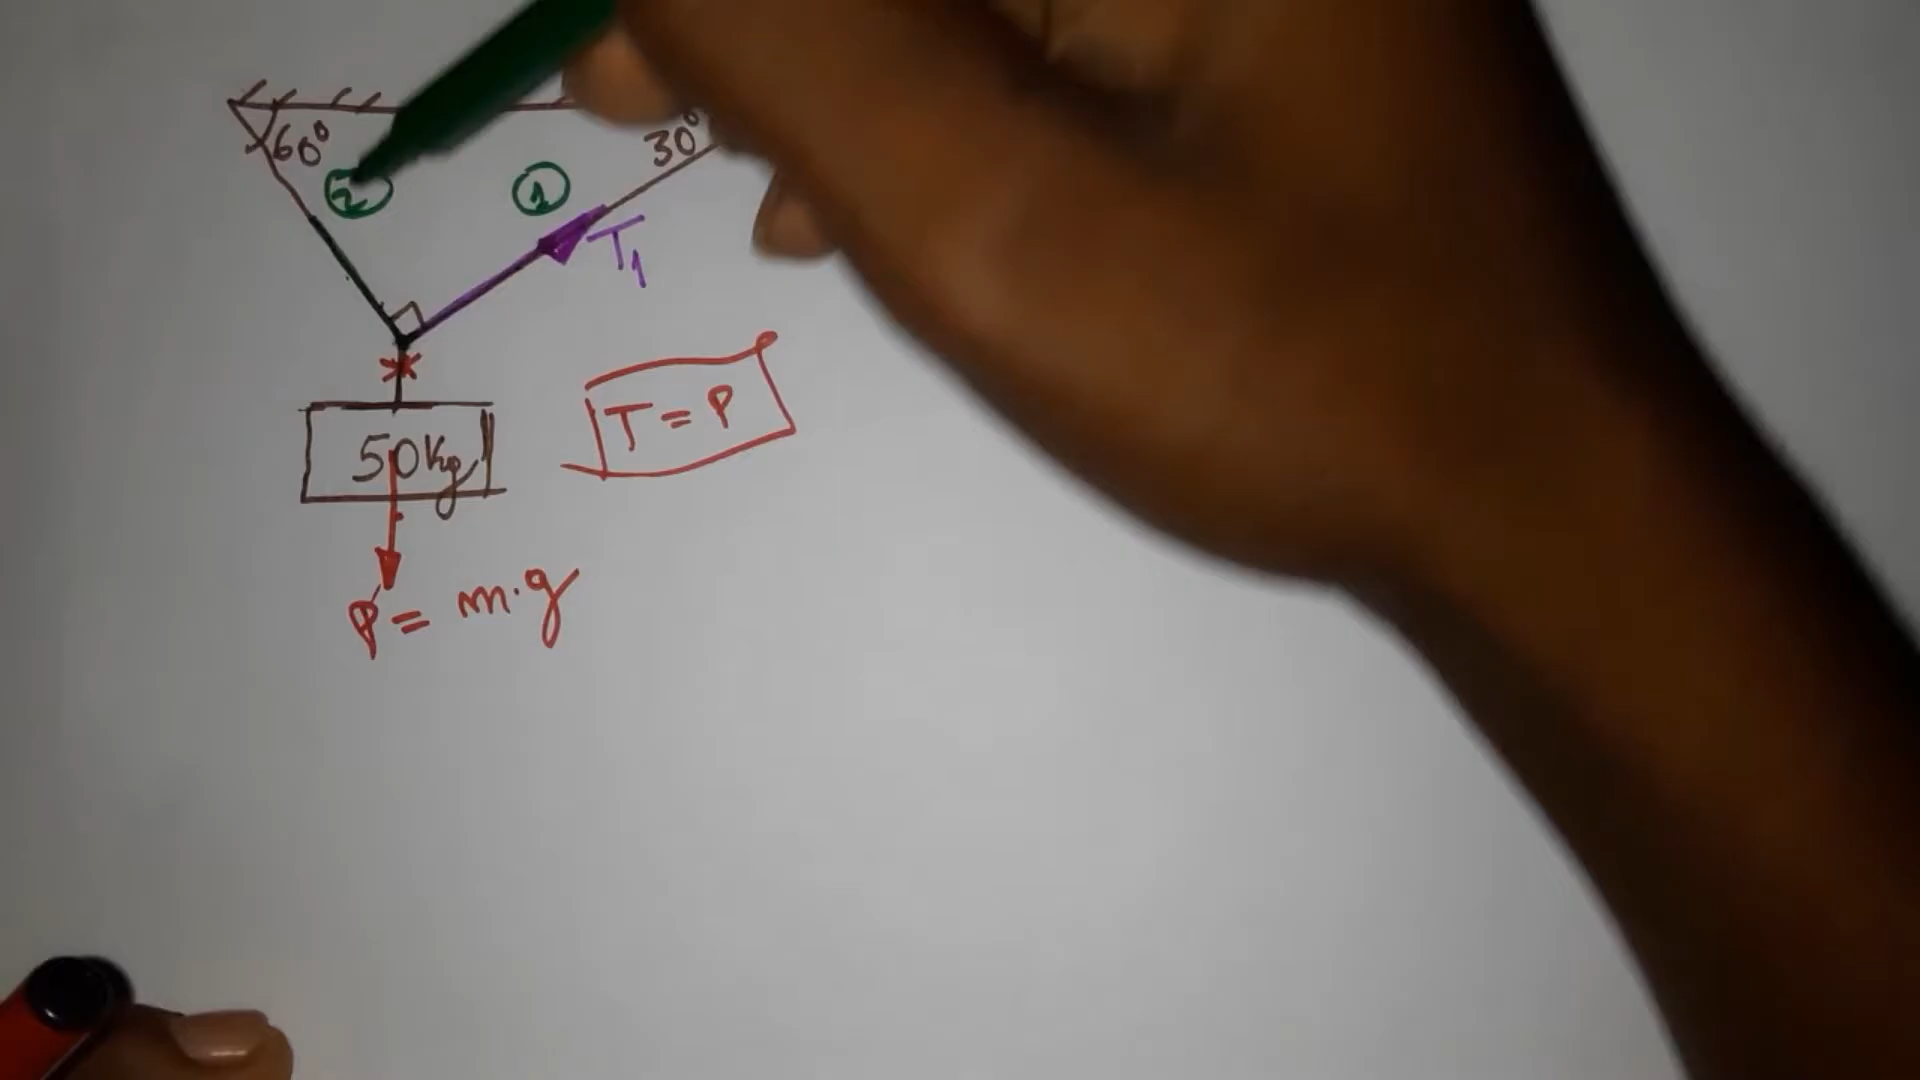 60° 30°
2 1
T1
T = P
50kg
P = m.g